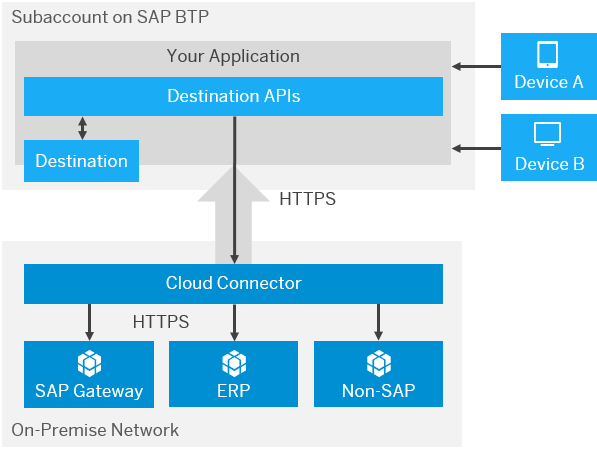 Subaccount on SAP BTP
Your Application
Destination APIs
Device A
Destination
Device B
HTTPS
Cloud Connector
HTTPS
SAP Gateway
ERP
Non-SAP
On-Premise Network